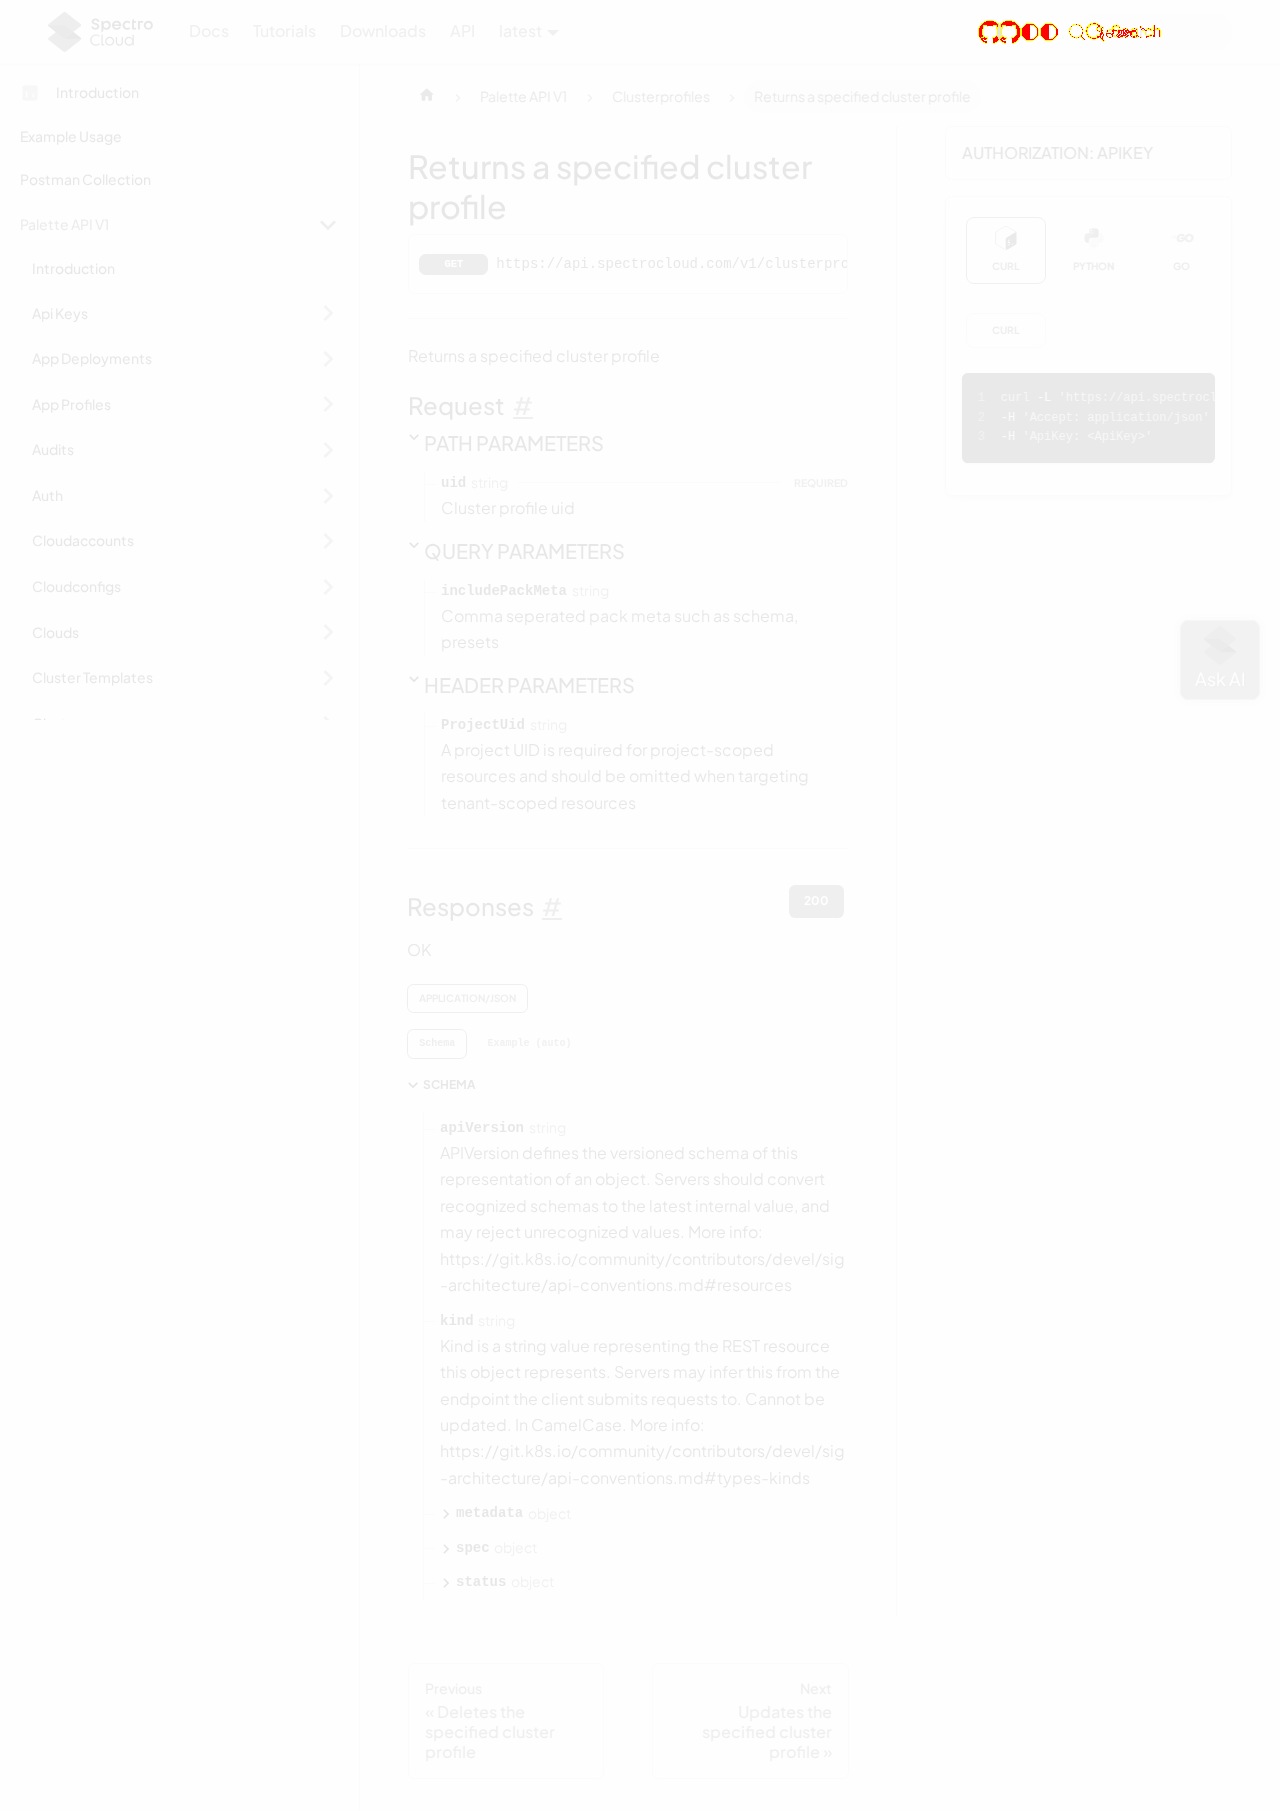 Spectro
Cloud
Docs
Tutorials
Downloads
API
latest
Introduction
Example Usage
Postman Collection
Palette API V1
Introduction
Api Keys
App Deployments
App Profiles
Audits
Auth
Cloudaccounts
Cloudconfigs
Clouds
Cluster Templates
Palette API V1
Clusterprofiles
Returns a specified cluster profile
Returns a specified cluster
profile
GET https://api.spectrocloud.com/v1/clusterprc
Returns a specified cluster profile
Request #
PATH PARAMETERS
uid string REQUIRED
Cluster profile uid
QUERY PARAMETERS
includePackMeta string
Comma seperated pack meta such as schema,
presets
HEADER PARAMETERS
ProjectUid string
A project UID is required for project-scoped
resources and should be omitted when targeting
tenant-scoped resources
Responses #
200
OK
APPLICATION/JSON
Schema
Example (auto)
SCHEMA
apiVersion string
APIVersion defines the versioned schema of this
representation of an object. Servers should convert
recognized schemas to the latest internal value, and
may reject unrecognized values. More info:
https://git.k8s.io/community/contributors/devel/sig
-architecture/api-conventions.md#resources
kind string
Kind is a string value representing the REST resource
this object represents. Servers may infer this from the
endpoint the client submits requests to. Cannot be
updated. In CamelCase. More info:
https://git.k8s.io/community/contributors/devel/sig
-architecture/api-conventions.md#types-kinds
metadata object
spec object
status object
Previous
« Deletes the
specified cluster
profile
Next
Updates the
specified cluster
profile »
AUTHORIZATION: APIKEY
CURL
PYTHON
GO
GO
CURL
1 curl -L 'https://api.spectrocl
2 -H 'Accept: application/json'
3 -H 'ApiKey: <ApiKey>'
Ask AI